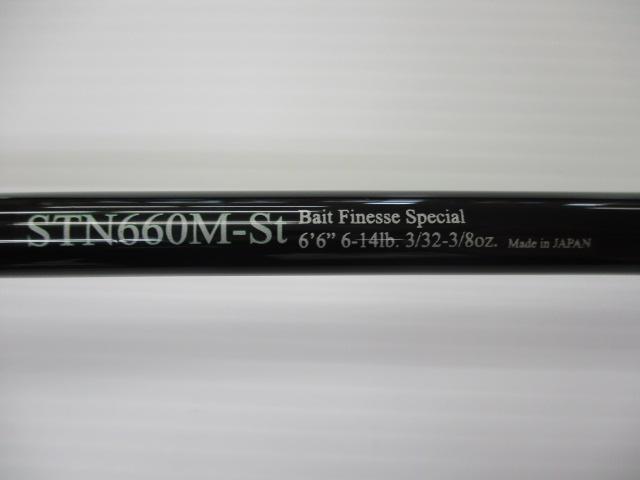 STN660M-St
Bait Finesse Special
6'6" 6-14lb. 3/32-3/8oz. Made in JAPAN